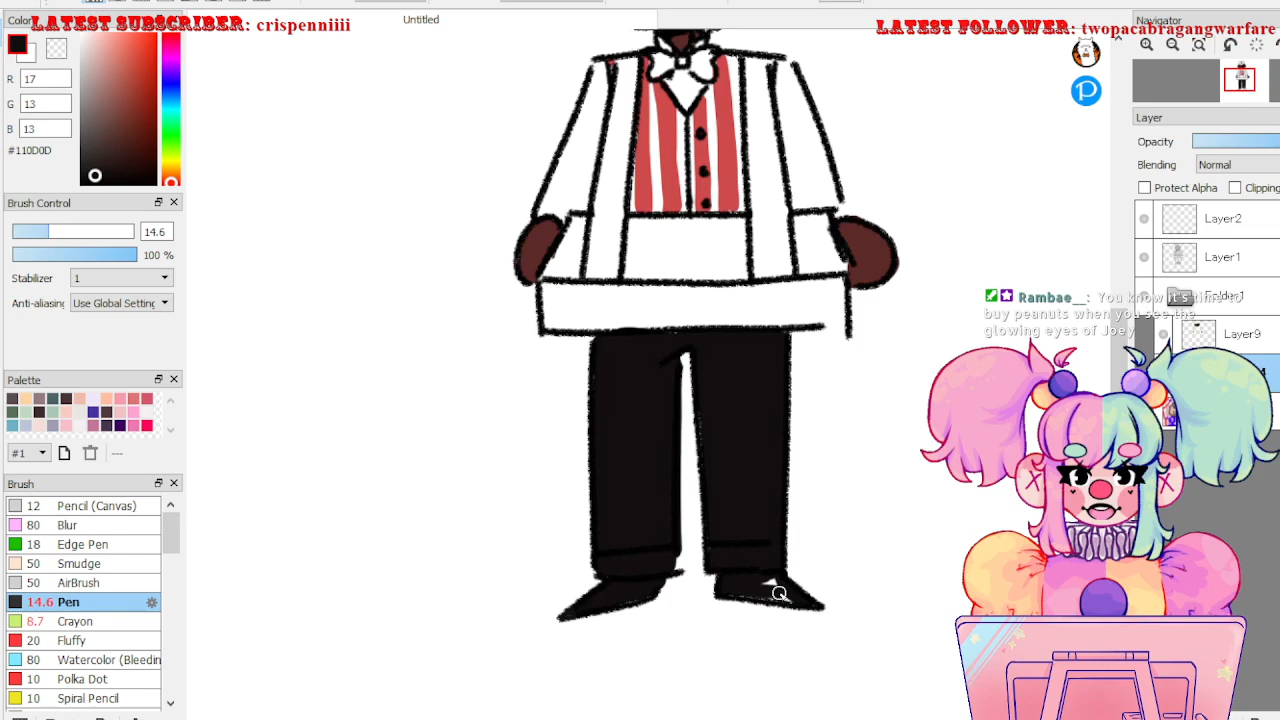 Untitled
Color
LATEST SUBSCRIBER: crispenniiii
LATEST FOLLOWER: twopacabragangwarfare
Navigator
R 17
G 13
B 13
#110D0D
Brush Control
14.6
100 %
Stabilizer 1
Anti-aliasing Use Global Setting
Palette
#1
---
Brush
12 Pencil (Canvas)
80 Blur
18 Edge Pen
50 Smudge
50 AirBrush
14.6 Pen
8.7 Crayon
20 Fluffy
80 Watercolor (Bleedin
10 Polka Dot
10 Spiral Pencil
Layer
Opacity
Blending Normal
Protect Alpha Clipping
Layer2
Layer1
Folder1
Layer9
Rambae__: You know it's time to
buy peanuts when you see the
glowing eyes of Joey